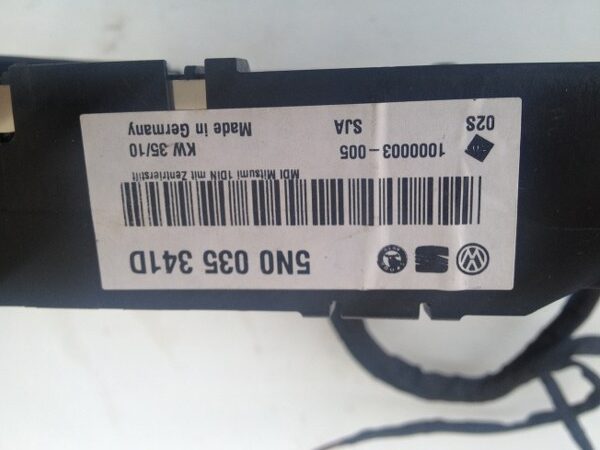 5N0 035 341D
MDI Mitsumi 1DIN mit Zentrierstift
1000003-005 KW 35/10
02S SJA Made in Germany